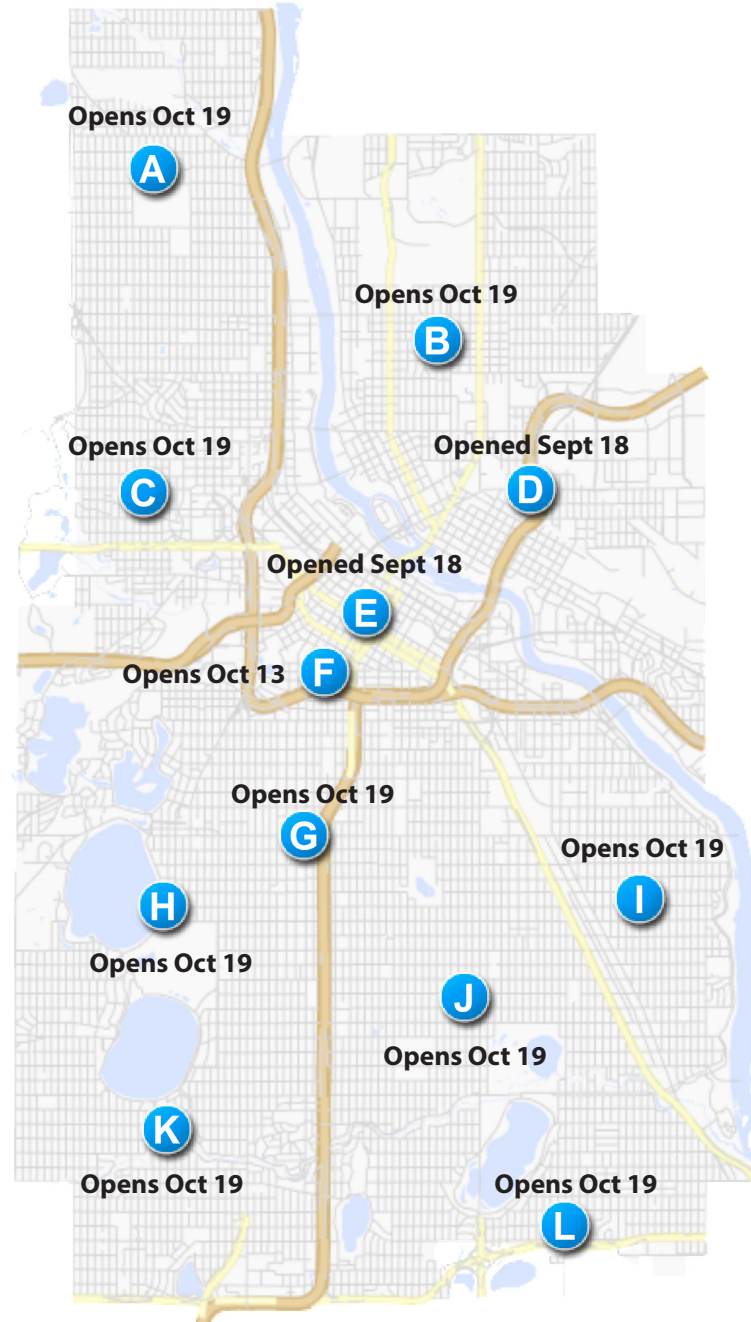 Opens Oct 19
A
Opens Oct 19
B
Opens Oct 19
C
Opened Sept 18
D
Opened Sept 18
E
Opens Oct 13
F
Opens Oct 19
G
Opens Oct 19
I
H
Opens Oct 19
J
Opens Oct 19
K
Opens Oct 19
Opens Oct 19
L